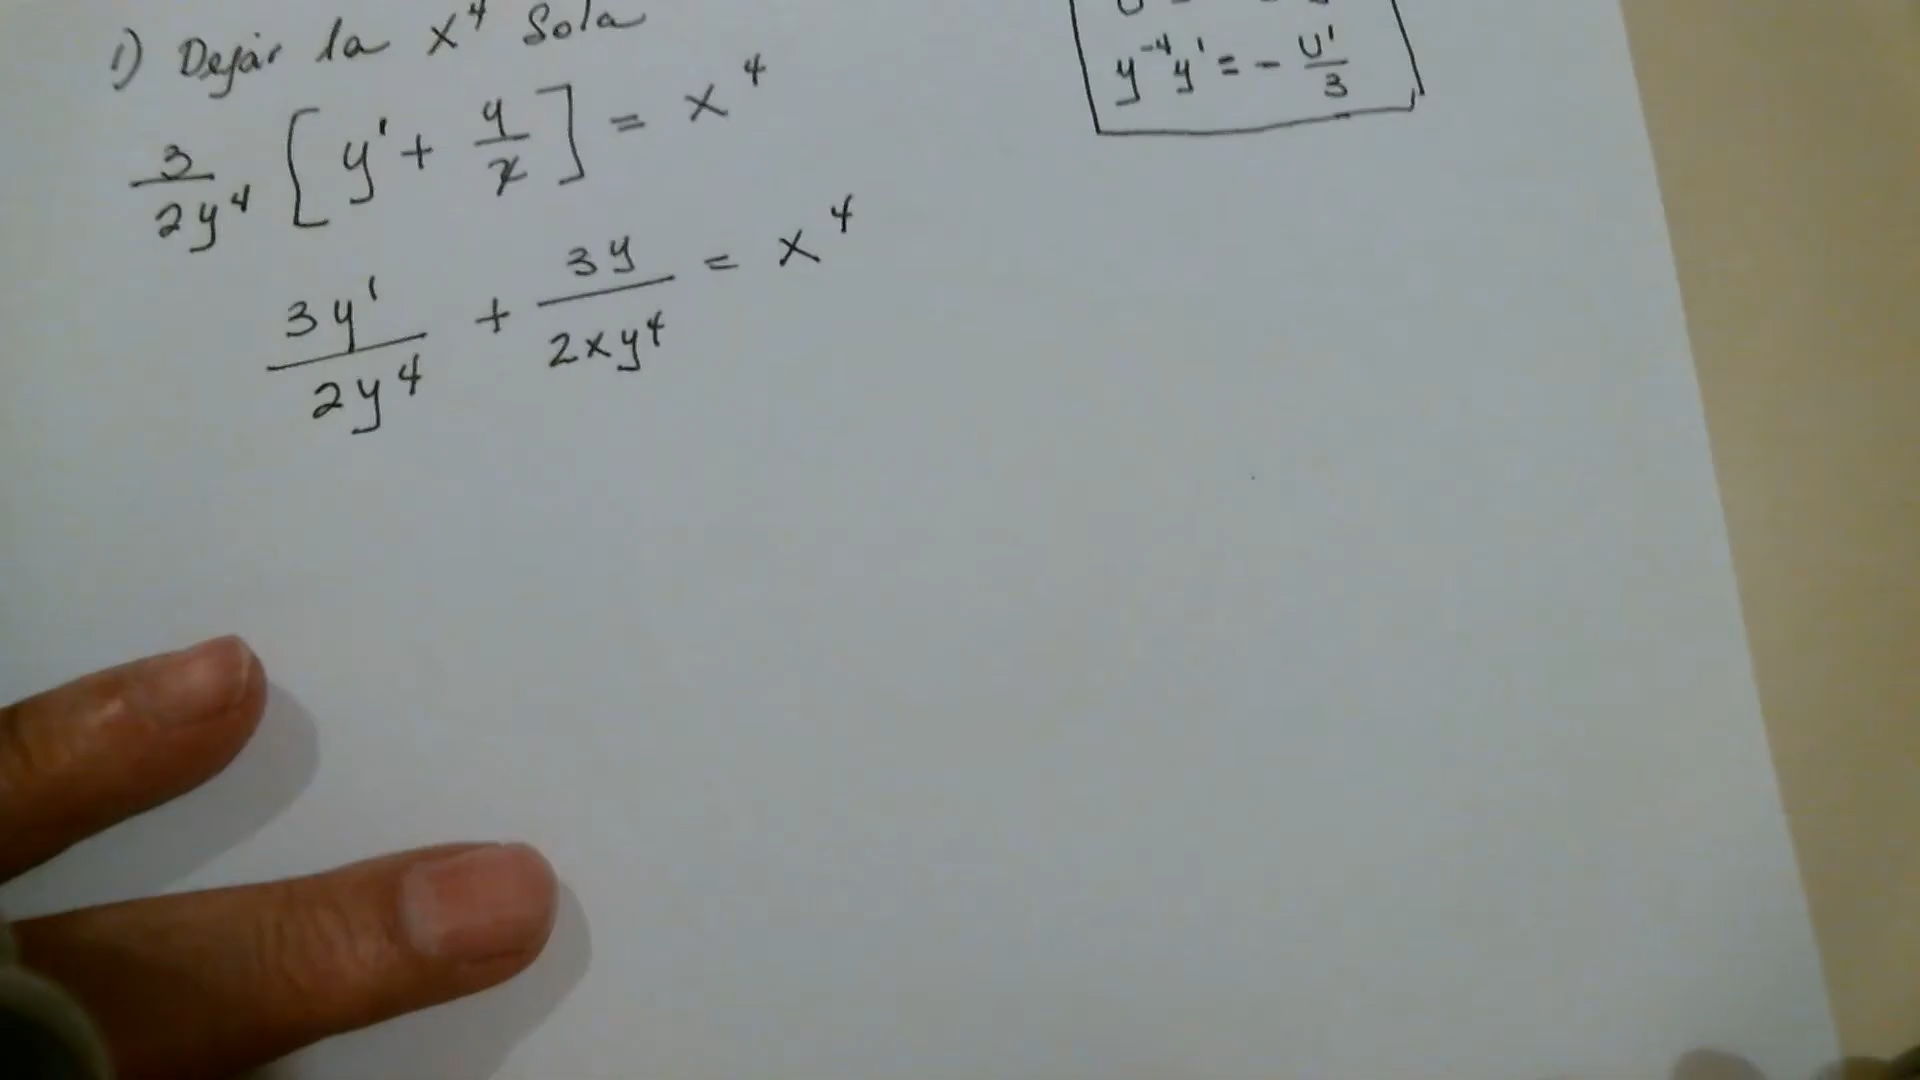 1) Dejar la x⁴ Sola
3/2y⁴ [y' + y/x] = x⁴
3y'/2y⁴ + 3y/2xy⁴ = x⁴
y⁻⁴y' = - U'/3